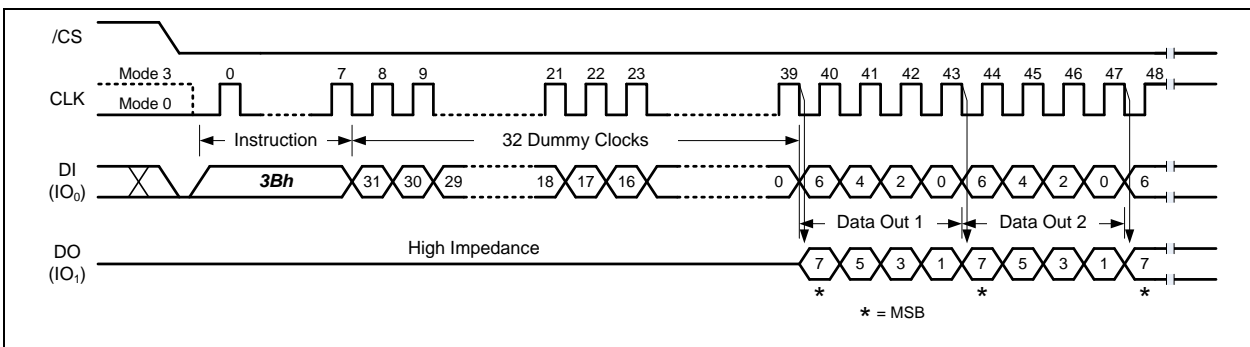 /CS
Mode 3 0 7 8 9 21 22 23 39 40 41 42 43 44 45 46 47 48
CLK
Mode 0
Instruction 32 Dummy Clocks
DI
(IO0)
3Bh 31 30 29 18 17 16 0 6 4 2 0 6 4 2 0 6
Data Out 1 Data Out 2
High Impedance
DO
(IO1)
7 5 3 1 7 5 3 1 7
* * *
* = MSB